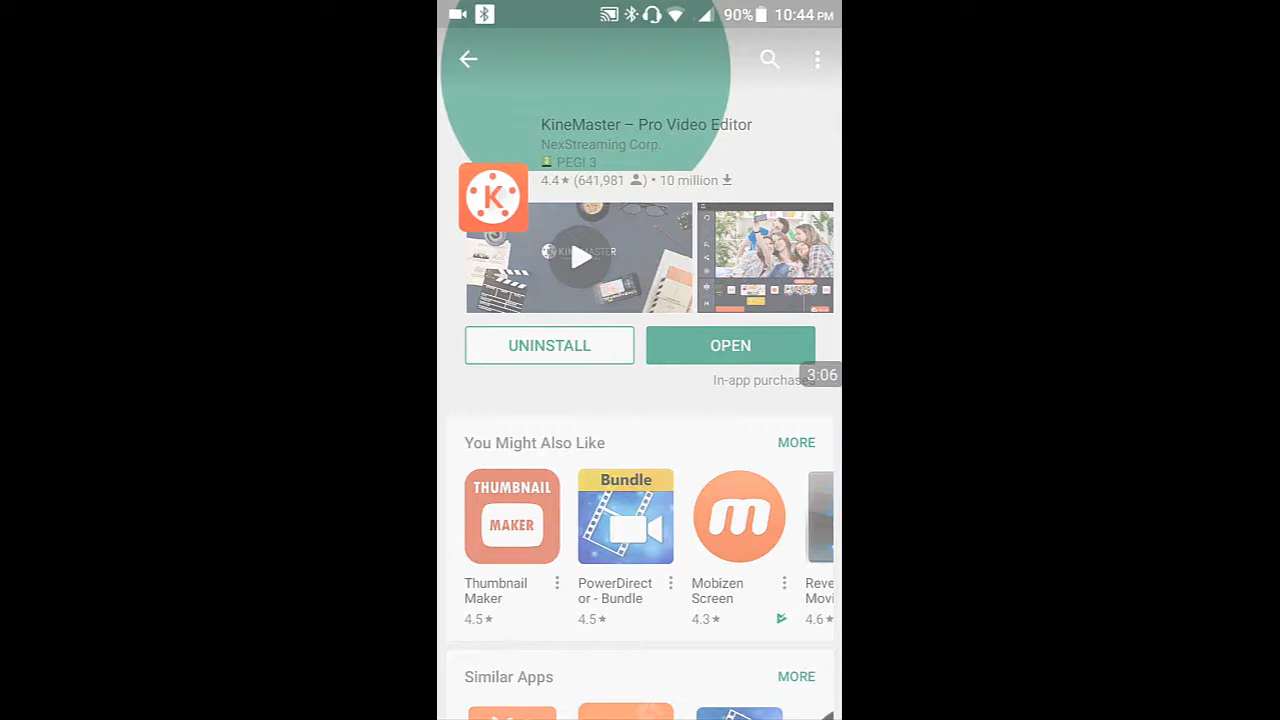 90% 10:44 PM
KineMaster – Pro Video Editor
NexStreaming Corp.
PEGI 3
4.4★ (641,981 ) • 10 million
K
UNINSTALL
OPEN
In-app purchas
3:06
You Might Also Like
MORE
THUMBNAIL
MAKER
Bundle
m
Thumbnail
Maker
4.5★
PowerDirect
or - Bundle
4.5★
Mobizen
Screen
4.3★
Reve
Movi
4.6★
Similar Apps
MORE